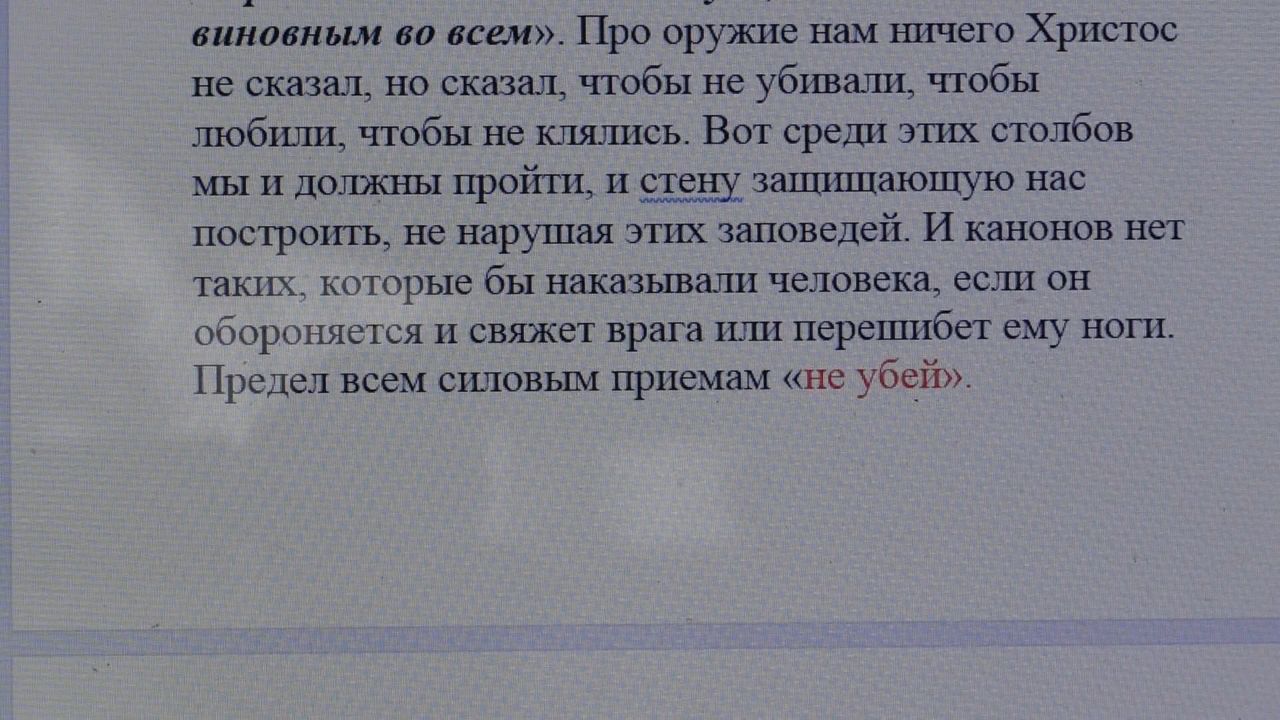 виновным во всем». Про оружие нам ничего Христос
не сказал, но сказал, чтобы не убивали, чтобы
любили, чтобы не клялись. Вот среди этих столбов
мы и должны пройти, и стену защищающую нас
построить, не нарушая этих заповедей. И канонов нет
таких, которые бы наказывали человека, если он
обороняется и свяжет врага или перешибет ему ноги.
Предел всем силовым приемам «не убей».